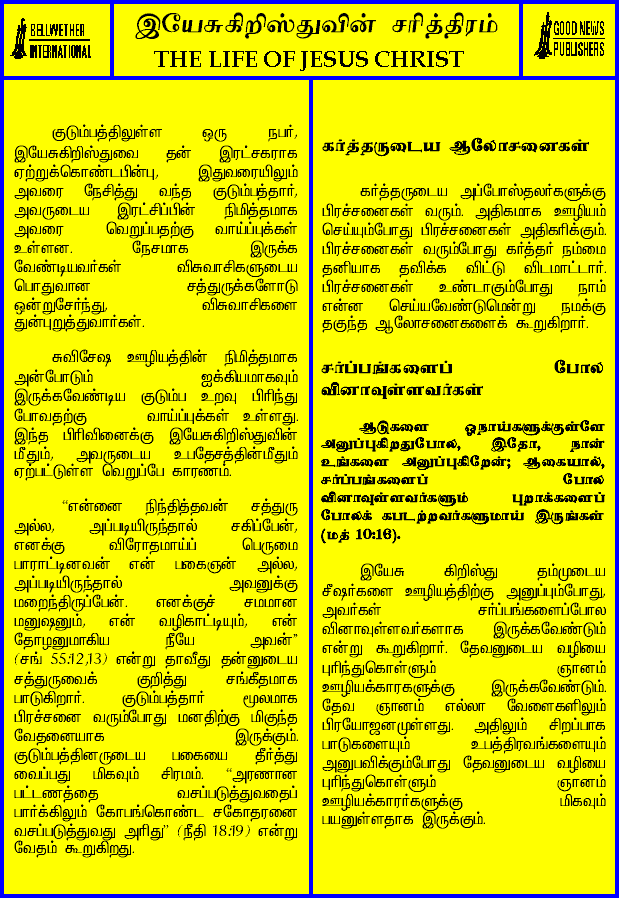 BELLWETHER
INTERNATIONAL
இயேசுகிறிஸ்துவின் சரித்திரம்
THE LIFE OF JESUS CHRIST
GOOD NEWS
PUBLISHERS
குடும்பத்திலுள்ள ஒரு நபர்,
இயேசுகிறிஸ்துவை தன் இரட்சகராக
ஏற்றுக்கொண்டபின்பு, இதுவரையிலும்
அவரை நேசித்து வந்த குடும்பத்தார்,
அவருடைய இரட்சிப்பின் நிமித்தமாக
அவரை வெறுப்பதற்கு வாய்ப்புக்கள்
உள்ளன. நேசமாக இருக்க
வேண்டியவர்கள் விசுவாசிகளுடைய
பொதுவான சத்துருக்களோடு
ஒன்றுசேர்ந்து, விசுவாசிகளை
துன்புறுத்துவார்கள்.
சுவிசேஷ ஊழியத்தின் நிமித்தமாக
அன்போடும் ஐக்கியமாகவும்
இருக்கவேண்டிய குடும்ப உறவு பிரிந்து
போவதற்கு வாய்ப்புக்கள் உள்ளது.
இந்த பிரிவினைக்கு இயேசுகிறிஸ்துவின்
மீதும், அவருடைய உபதேசத்தின்மீதும்
ஏற்பட்டுள்ள வெறுப்பே காரணம்.
“என்னை நிந்தித்தவன் சத்துரு
அல்ல, அப்படியிருந்தால் சகிப்பேன்,
எனக்கு விரோதமாய்ப் பெருமை
பாராட்டினவன் என் பகைஞன் அல்ல,
அப்படியிருந்தால் அவனுக்கு
மறைந்திருப்பேன். எனக்குச் சமமான
மனுஷனும், என் வழிகாட்டியும், என்
தோழனுமாகிய நீயே அவன்”
(சங் 55:12,13) என்று தாவீது தன்னுடைய
சத்துருவைக் குறித்து சங்கீதமாக
பாடுகிறார். குடும்பத்தார் மூலமாக
பிரச்சனை வரும்போது மனதிற்கு மிகுந்த
வேதனையாக இருக்கும்.
குடும்பத்தினருடைய பகையை தீர்த்து
வைப்பது மிகவும் சிரமம். “அரணான
பட்டணத்தை வசப்படுத்துவதைப்
பார்க்கிலும் கோபங்கொண்ட சகோதரனை
வசப்படுத்துவது அரிது” (நீதி 18:19) என்று
வேதம் கூறுகிறது.
கர்த்தருடைய ஆலோசனைகள்
கர்த்தருடைய அப்போஸ்தலர்களுக்கு
பிரச்சனைகள் வரும். அதிகமாக ஊழியம்
செய்யும்போது பிரச்சனைகள் அதிகரிக்கும்.
பிரச்சனைகள் வரும்போது கர்த்தர் நம்மை
தனியாக தவிக்க விட்டு விடமாட்டார்.
பிரச்சனைகள் உண்டாகும்போது நாம்
என்ன செய்யவேண்டுமென்று நமக்கு
தகுந்த ஆலோசனைகளைக் கூறுகிறார்.
சர்ப்பங்களைப் போல
வினாவுள்ளவர்கள்
ஆடுகளை ஓநாய்களுக்குள்ளே
அனுப்புகிறதுபோல, இதோ, நான்
உங்களை அனுப்புகிறேன்; ஆகையால்,
சர்ப்பங்களைப் போல
வினாவுள்ளவர்களும் புறாக்களைப்
போலக் கபடற்றவர்களுமாய் இருங்கள்
(மத் 10:16).
இயேசு கிறிஸ்து தம்முடைய
சீஷர்களை ஊழியத்திற்கு அனுப்பும்போது,
அவர்கள் சர்ப்பங்களைப்போல
வினாவுள்ளவர்களாக இருக்கவேண்டும்
என்று கூறுகிறார். தேவனுடைய வழியை
புரிந்துகொள்ளும் ஞானம்
ஊழியக்காரகளுக்கு இருக்கவேண்டும்.
தேவ ஞானம் எல்லா வேளைகளிலும்
பிரயோஜனமுள்ளது. அதிலும் சிறப்பாக
பாடுகளையும் உபத்திரவங்களையும்
அனுபவிக்கும்போது தேவனுடைய வழியை
புரிந்துகொள்ளும் ஞானம்
ஊழியக்காரர்களுக்கு மிகவும்
பயனுள்ளதாக இருக்கும்.